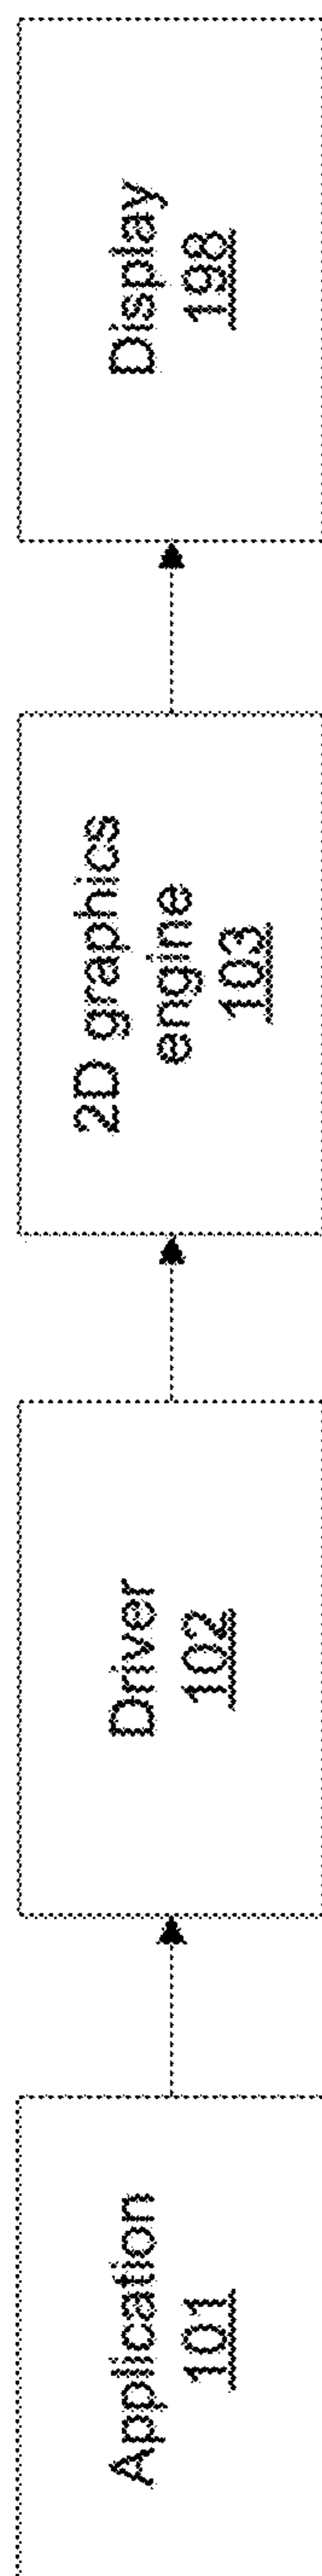 Application
101
Driver
102
2D graphics
engine
103
Display
198